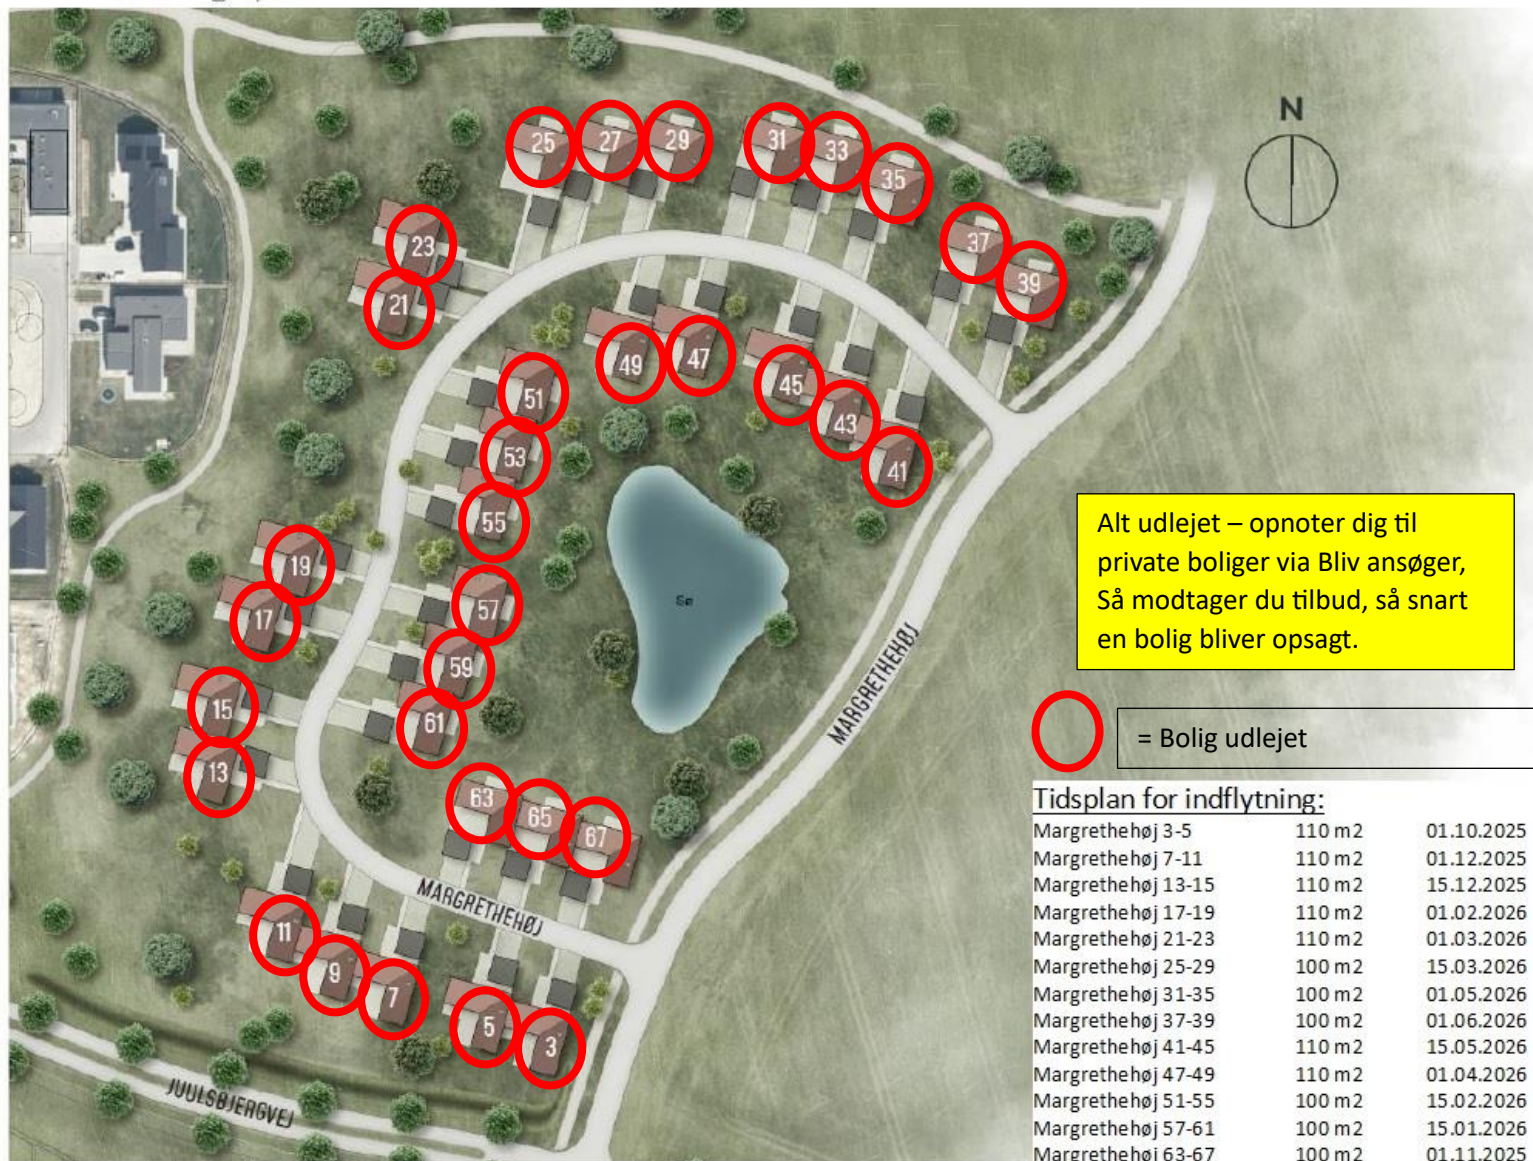 N
25
27
29
31
33
35
37
39
23
21
49
47
45
43
41
51
53
55
57
59
61
19
17
15
13
Sø
63
65
67
11
9
7
5
3
MARGRETHEHØJ
MARGRETHEHØJ
JUULSBJERGVEJ
Alt udlejet – opnoter dig til
private boliger via Bliv ansøger,
Så modtager du tilbud, så snart
en bolig bliver opsagt.
= Bolig udlejet
Tidsplan for indflytning:
Margrethehøj 3-5 110 m2 01.10.2025
Margrethehøj 7-11 110 m2 01.12.2025
Margrethehøj 13-15 110 m2 15.12.2025
Margrethehøj 17-19 110 m2 01.02.2026
Margrethehøj 21-23 110 m2 01.03.2026
Margrethehøj 25-29 100 m2 15.03.2026
Margrethehøj 31-35 100 m2 01.05.2026
Margrethehøj 37-39 100 m2 01.06.2026
Margrethehøj 41-45 110 m2 15.05.2026
Margrethehøj 47-49 110 m2 01.04.2026
Margrethehøj 51-55 100 m2 15.02.2026
Margrethehøj 57-61 100 m2 15.01.2026
Margrethehøj 63-67 100 m2 01.11.2025